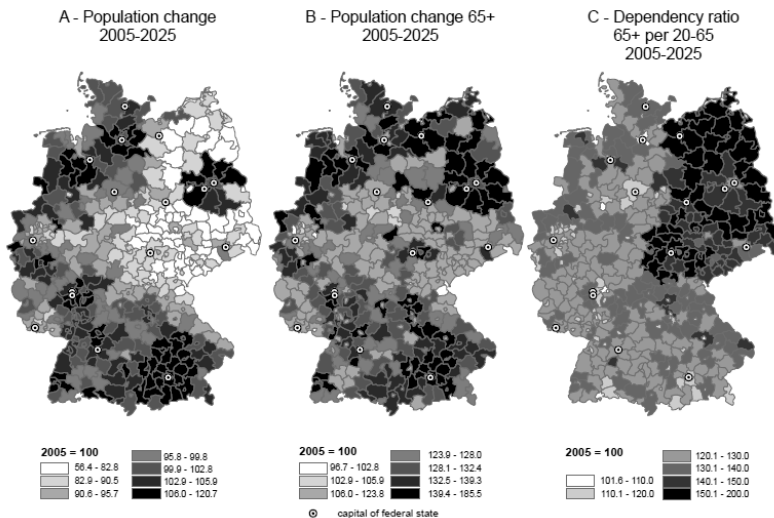 A - Population change
2005-2025
B - Population change 65+
2005-2025
C - Dependency ratio
65+ per 20-65
2005-2025
2005 = 100
56.4 - 82.8
82.9 - 90.5
90.6 - 95.7
95.8 - 99.8
99.9 - 102.8
102.9 - 105.9
106.0 - 120.7
2005 = 100
96.7 - 102.8
102.9 - 105.9
106.0 - 123.8
123.9 - 128.0
128.1 - 132.4
132.5 - 139.3
139.4 - 185.5
2005 = 100
101.6 - 110.0
110.1 - 120.0
120.1 - 130.0
130.1 - 140.0
140.1 - 150.0
150.1 - 200.0
capital of federal state